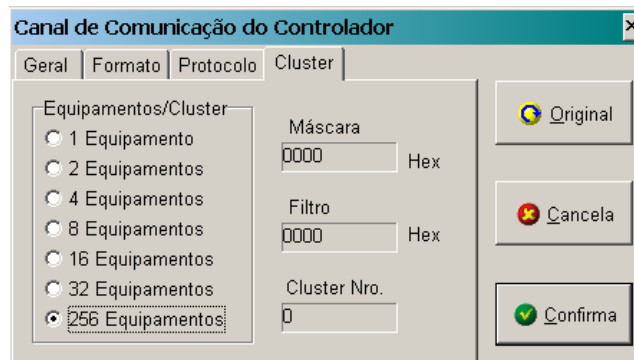 Canal de Comunicação do Controlador
Geral Formato Protocolo Cluster
Equipamentos/Cluster
1 Equipamento
2 Equipamentos
4 Equipamentos
8 Equipamentos
16 Equipamentos
32 Equipamentos
256 Equipamentos
Máscara
0000 Hex
Filtro
0000 Hex
Cluster Nro.
0
Original
Cancela
Confirma